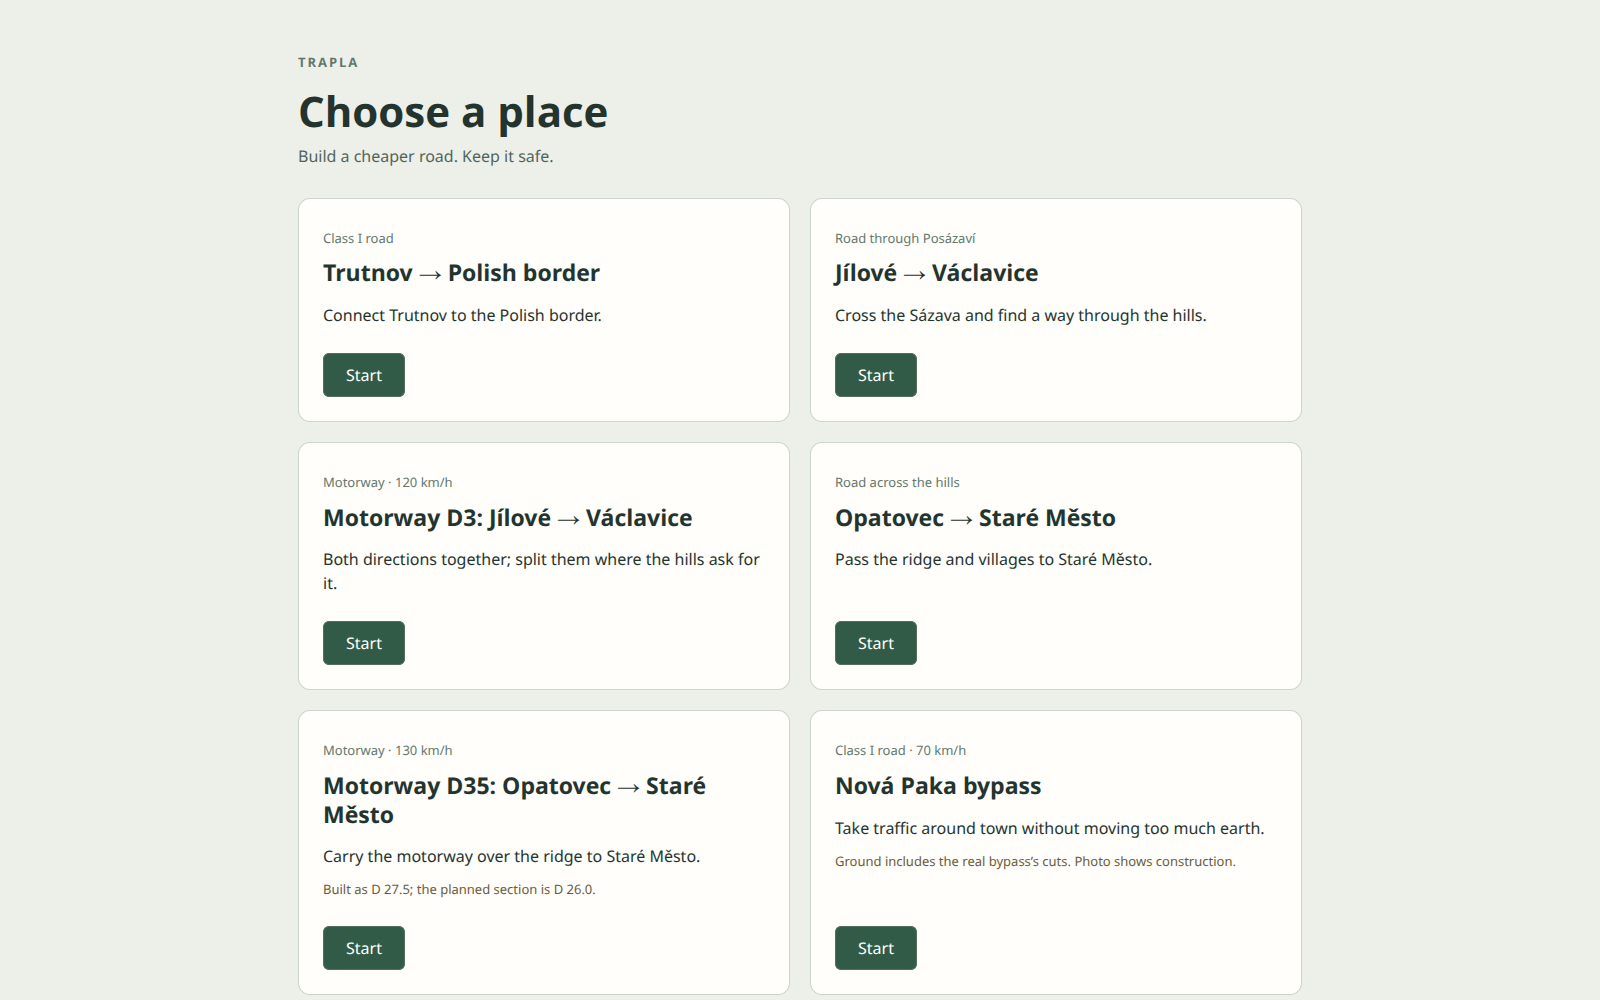 TRAPLA
Choose a place
Build a cheaper road. Keep it safe.
Class I road
Trutnov → Polish border
Connect Trutnov to the Polish border.
Start
Road through Posázaví
Jílové → Václavice
Cross the Sázava and find a way through the hills.
Start
Motorway · 120 km/h
Motorway D3: Jílové → Václavice
Both directions together; split them where the hills ask for
it.
Start
Road across the hills
Opatovec → Staré Město
Pass the ridge and villages to Staré Město.
Start
Motorway · 130 km/h
Motorway D35: Opatovec → Staré
Město
Carry the motorway over the ridge to Staré Město.
Built as D 27.5; the planned section is D 26.0.
Start
Class I road · 70 km/h
Nová Paka bypass
Take traffic around town without moving too much earth.
Ground includes the real bypass’s cuts. Photo shows construction.
Start